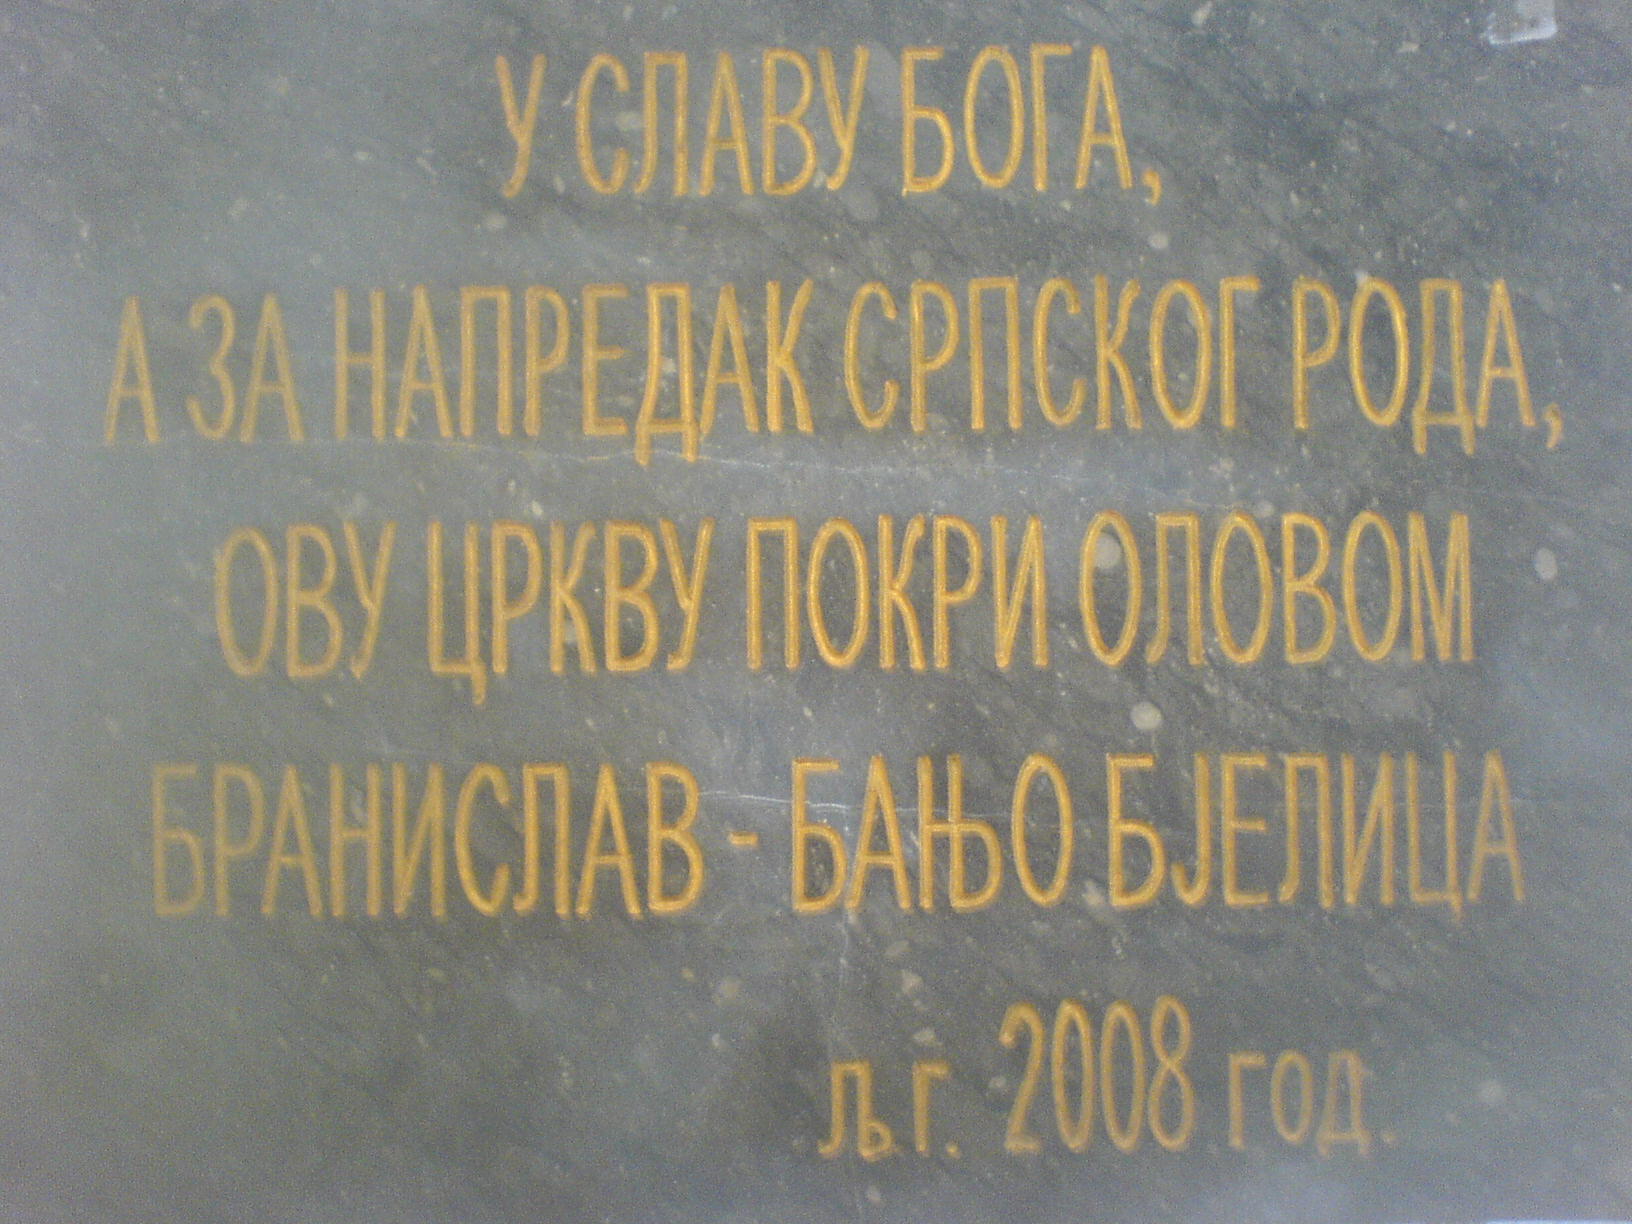 У СЛАВУ БОГА,
А ЗА НАПРЕДАК СРПСКОГ РОДА,
ОВУ ЦРКВУ ПОКРИ ОЛОВОМ
БРАНИСЛАВ - БАЊО БЈЕЛИЦА
љ г. 2008 год.